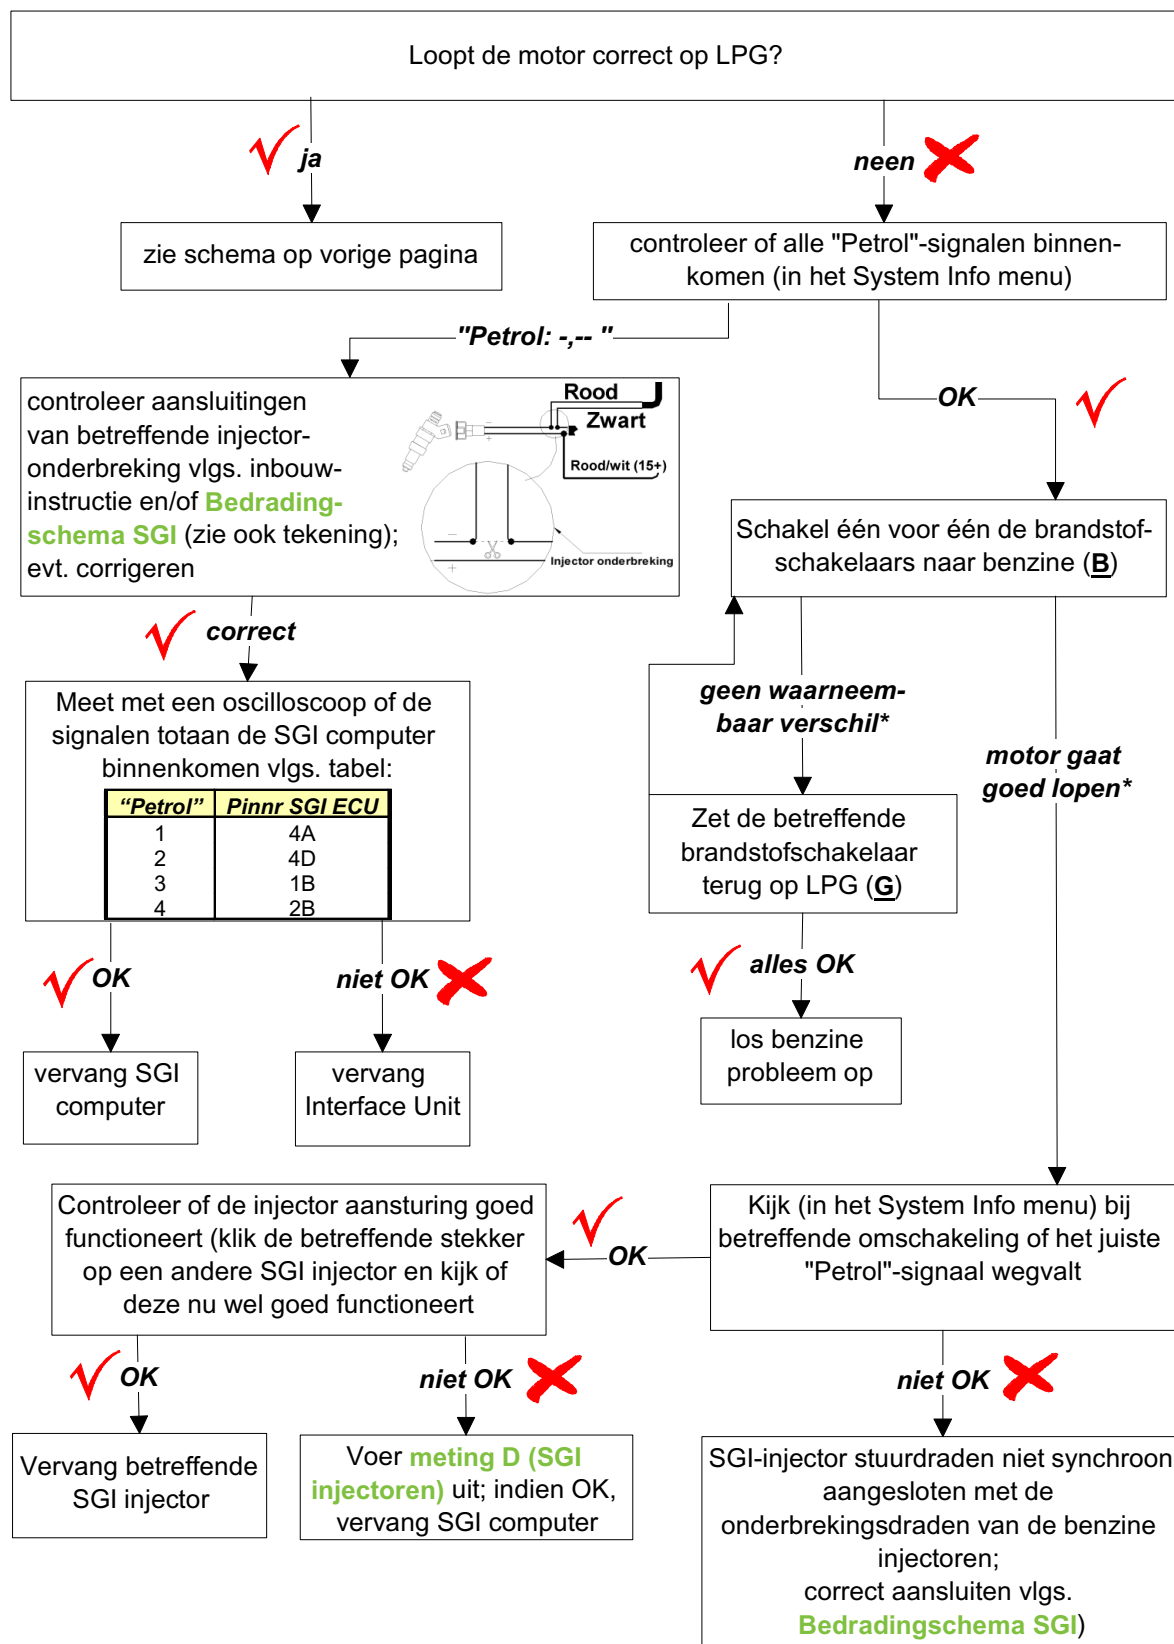 Loopt de motor correct op LPG?
ja
neen
zie schema op vorige pagina
controleer of alle "Petrol"-signalen binnen-
komen (in het System Info menu)
"Petrol: -,-- "
OK
controleer aansluitingen
van betreffende injector-
onderbreking vlgs. inbouw-
instructie en/of Bedrading-
schema SGI (zie ook tekening);
evt. corrigeren
Rood
Zwart
Rood/wit (15+)
Injector onderbreking
- +
- 
+
Schakel één voor één de brandstof-
schakelaars naar benzine (B)
correct
Meet met een oscilloscoop of de
signalen totaan de SGI computer
binnenkomen vlgs. tabel:
“Petrol” Pinnr SGI ECU
1 4A
2 4D
3 1B
4 2B
geen waarneem-
baar verschil*
motor gaat
goed lopen*
Zet de betreffende
brandstofschakelaar
terug op LPG (G)
OK
niet OK
alles OK
vervang SGI
computer
vervang
Interface Unit
los benzine
probleem op
Controleer of de injector aansturing goed
functioneert (klik de betreffende stekker
op een andere SGI injector en kijk of
deze nu wel goed functioneert
OK
Kijk (in het System Info menu) bij
betreffende omschakeling of het juiste
"Petrol"-signaal wegvalt
OK
niet OK
niet OK
Vervang betreffende
SGI injector
Voer meting D (SGI
injectoren) uit; indien OK,
vervang SGI computer
SGI-injector stuurdraden niet synchroon
aangesloten met de
onderbrekingsdraden van de benzine
injectoren;
correct aansluiten vlgs.
Bedradingschema SGI)